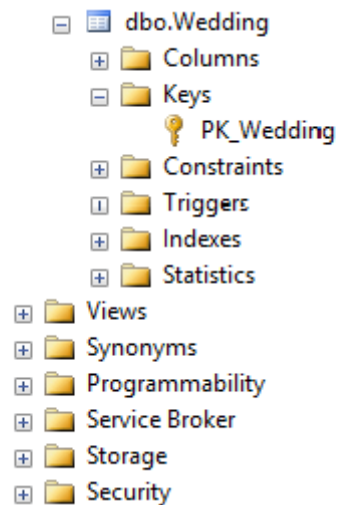 dbo.Wedding
Columns
Keys
PK_Wedding
Constraints
Triggers
Indexes
Statistics
Views
Synonyms
Programmability
Service Broker
Storage
Security